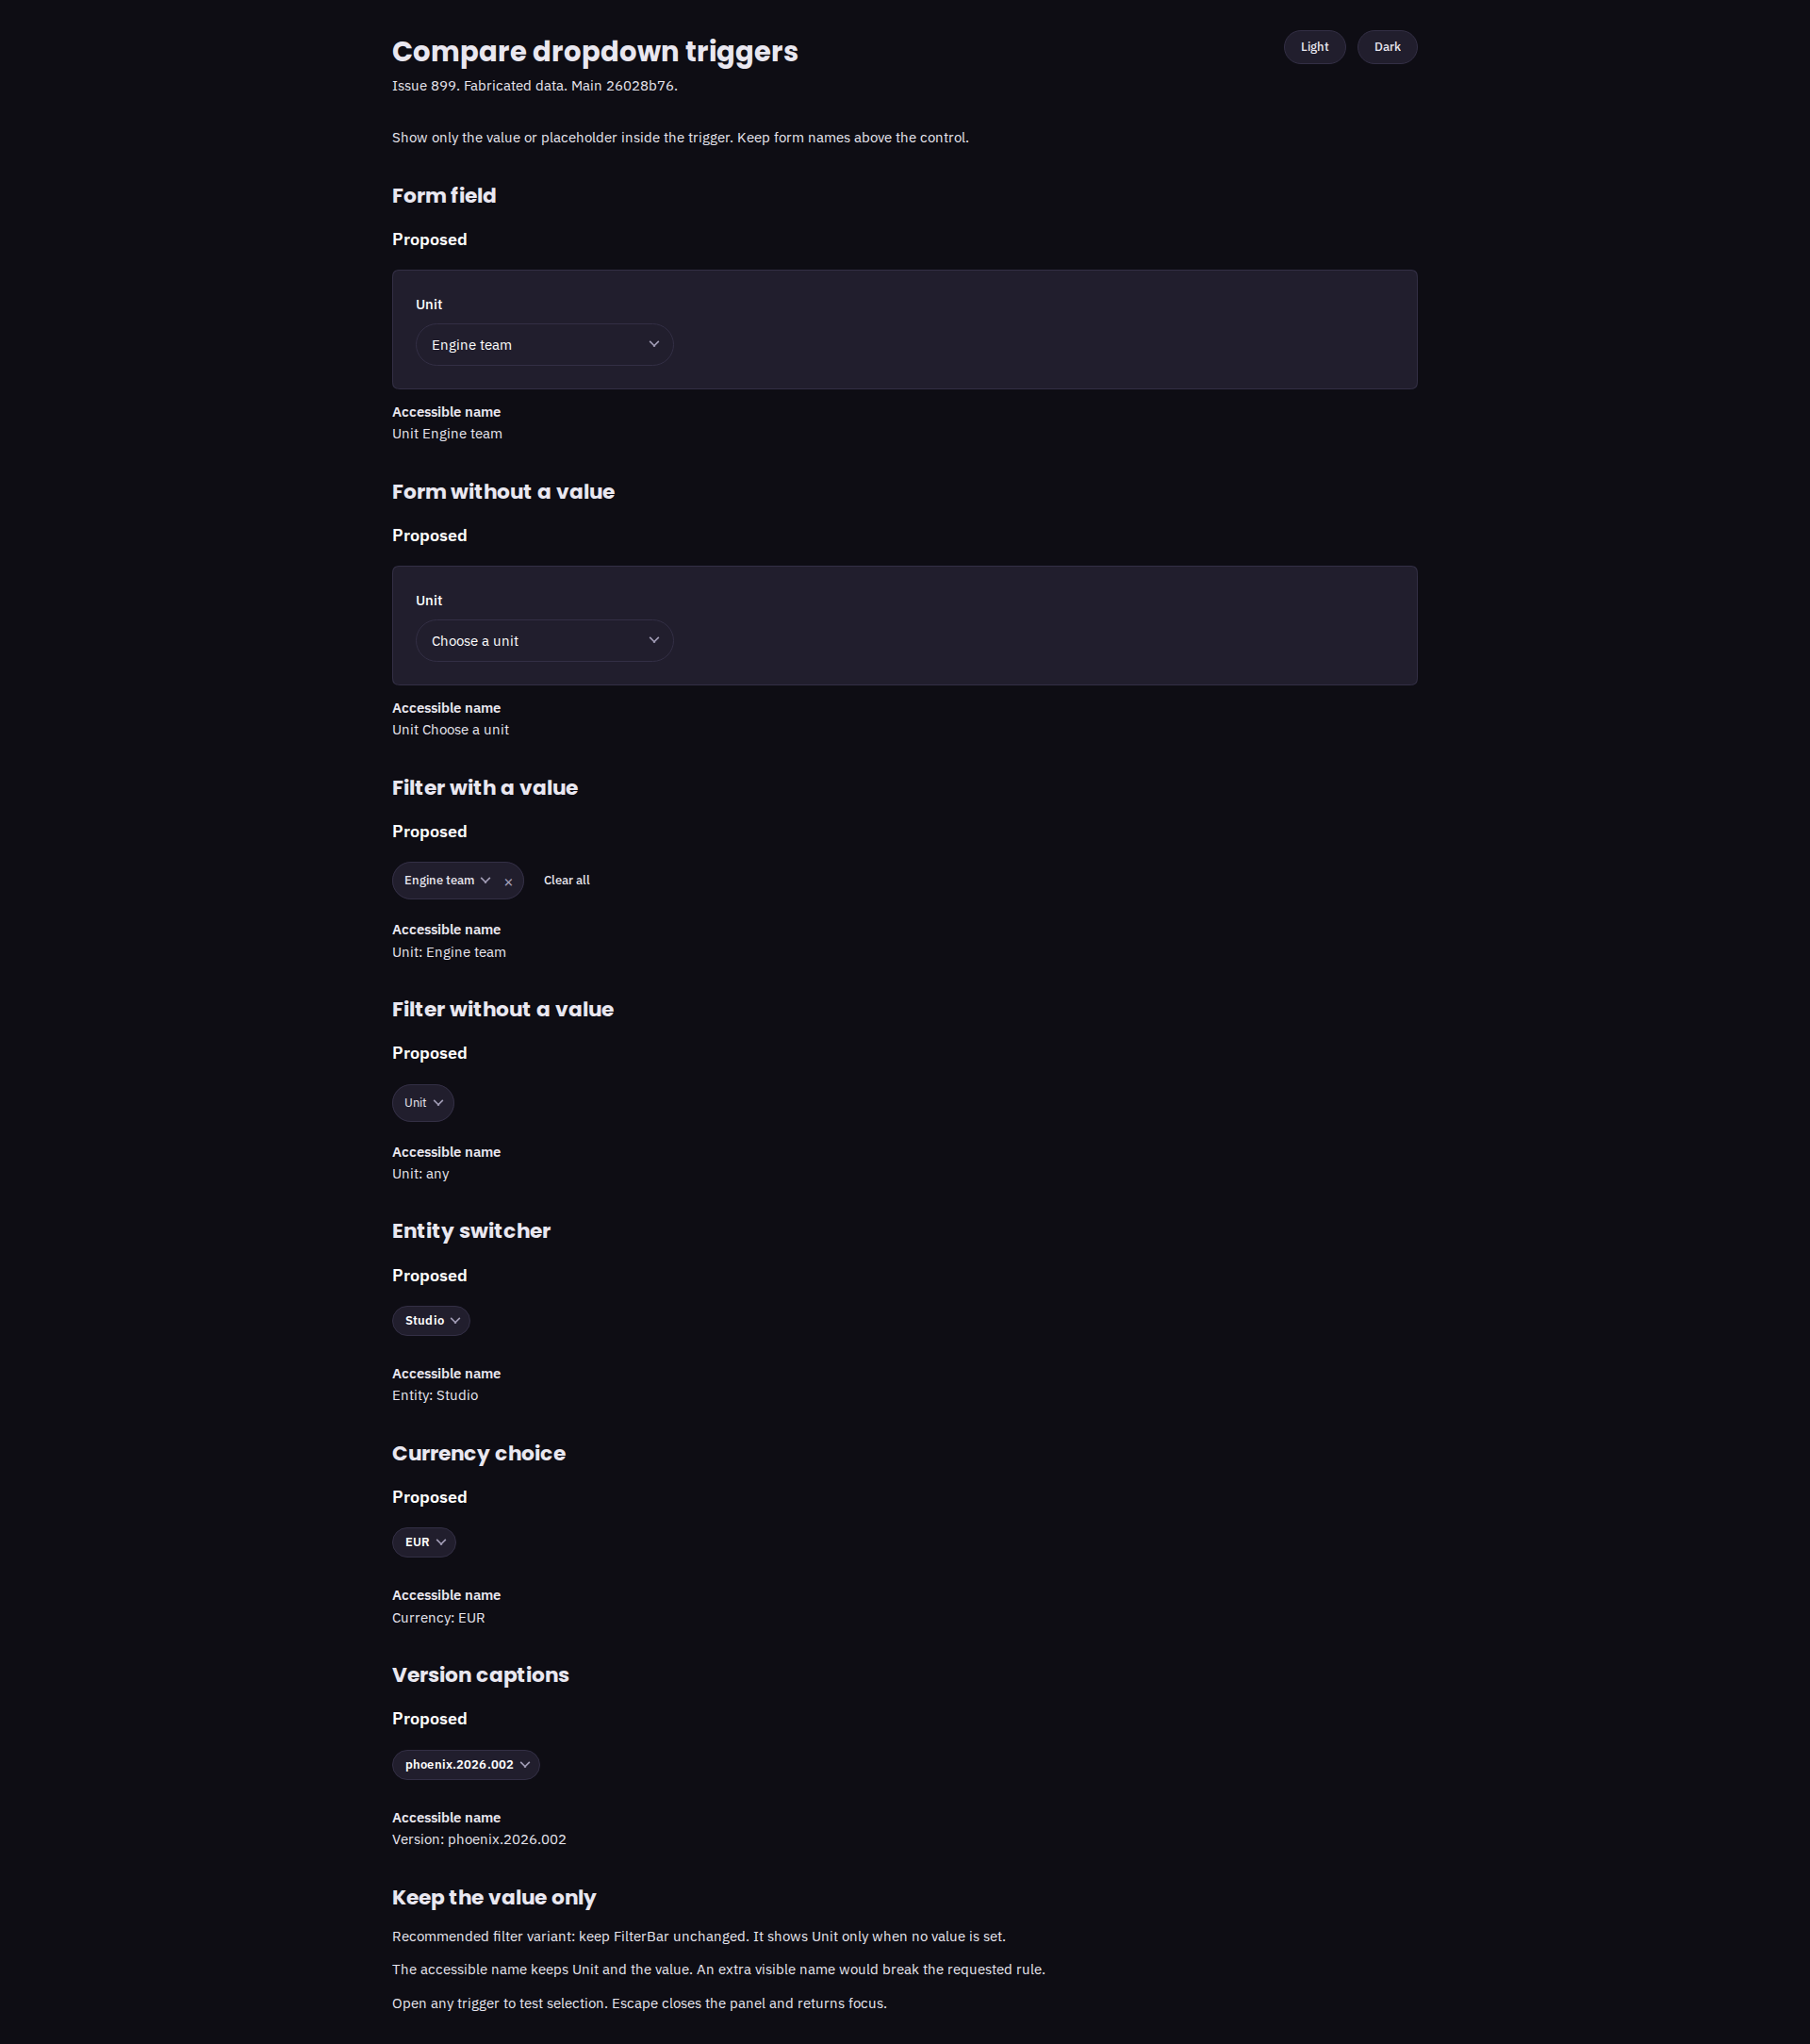 Compare dropdown triggers
Light
Dark
Issue 899. Fabricated data. Main 26028b76.
Show only the value or placeholder inside the trigger. Keep form names above the control.
Form field
Proposed
Unit
Engine team
Accessible name
Unit Engine team
Form without a value
Proposed
Unit
Choose a unit
Accessible name
Unit Choose a unit
Filter with a value
Proposed
Engine team
×
Clear all
Accessible name
Unit: Engine team
Filter without a value
Proposed
Unit
Accessible name
Unit: any
Entity switcher
Proposed
Studio
Accessible name
Entity: Studio
Currency choice
Proposed
EUR
Accessible name
Currency: EUR
Version captions
Proposed
phoenix.2026.002
Accessible name
Version: phoenix.2026.002
Keep the value only
Recommended filter variant: keep FilterBar unchanged. It shows Unit only when no value is set.
The accessible name keeps Unit and the value. An extra visible name would break the requested rule.
Open any trigger to test selection. Escape closes the panel and returns focus.